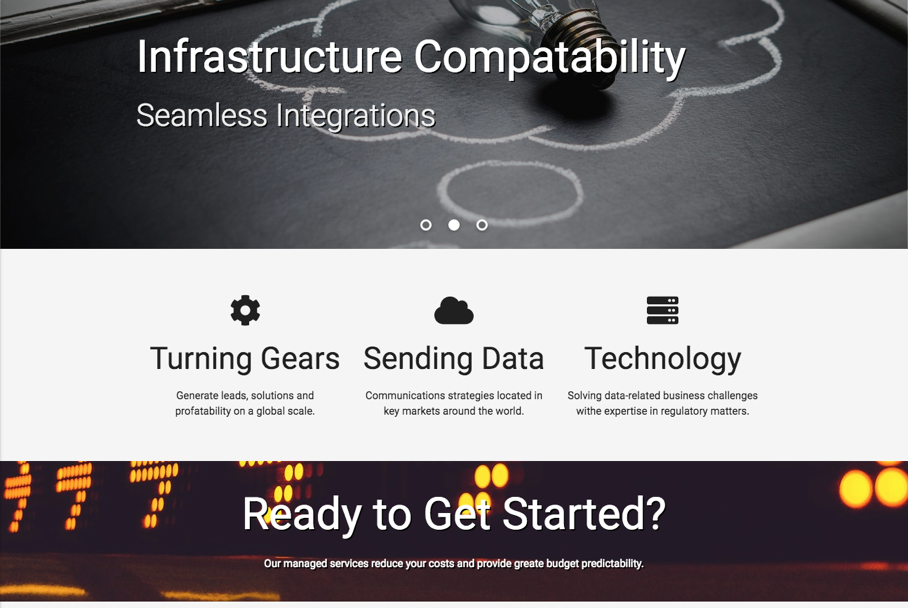 Infrastructure Compatability
Seamless Integrations
Turning Gears
Generate leads, solutions and
profatability on a global scale.
Sending Data
Communications strategies located in
key markets around the world.
Technology
Solving data-related business challenges
withe expertise in regulatory matters.
Ready to Get Started?
Our managed services reduce your costs and provide greate budget predictability.